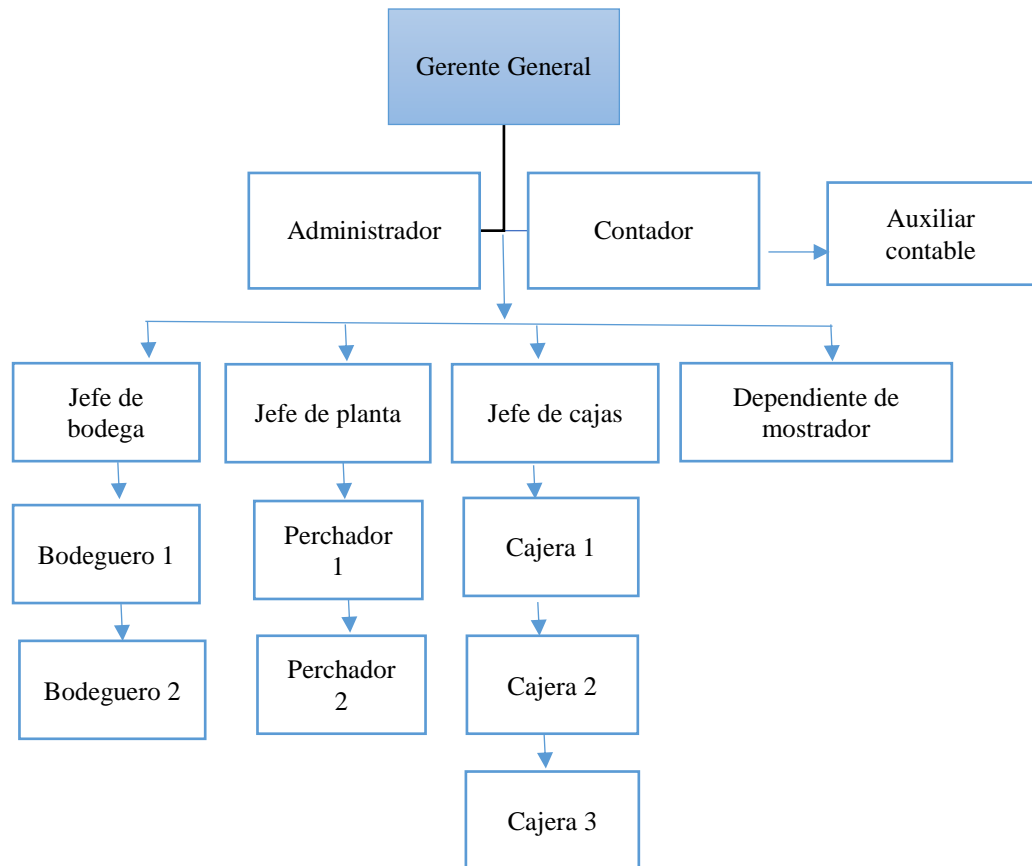 Gerente General
Administrador
Contador
Auxiliar
contable
Jefe de
bodega
Jefe de planta
Jefe de cajas
Dependiente de
mostrador
Bodeguero 1
Perchador
1
Cajera 1
Bodeguero 2
Perchador
2
Cajera 2
Cajera 3